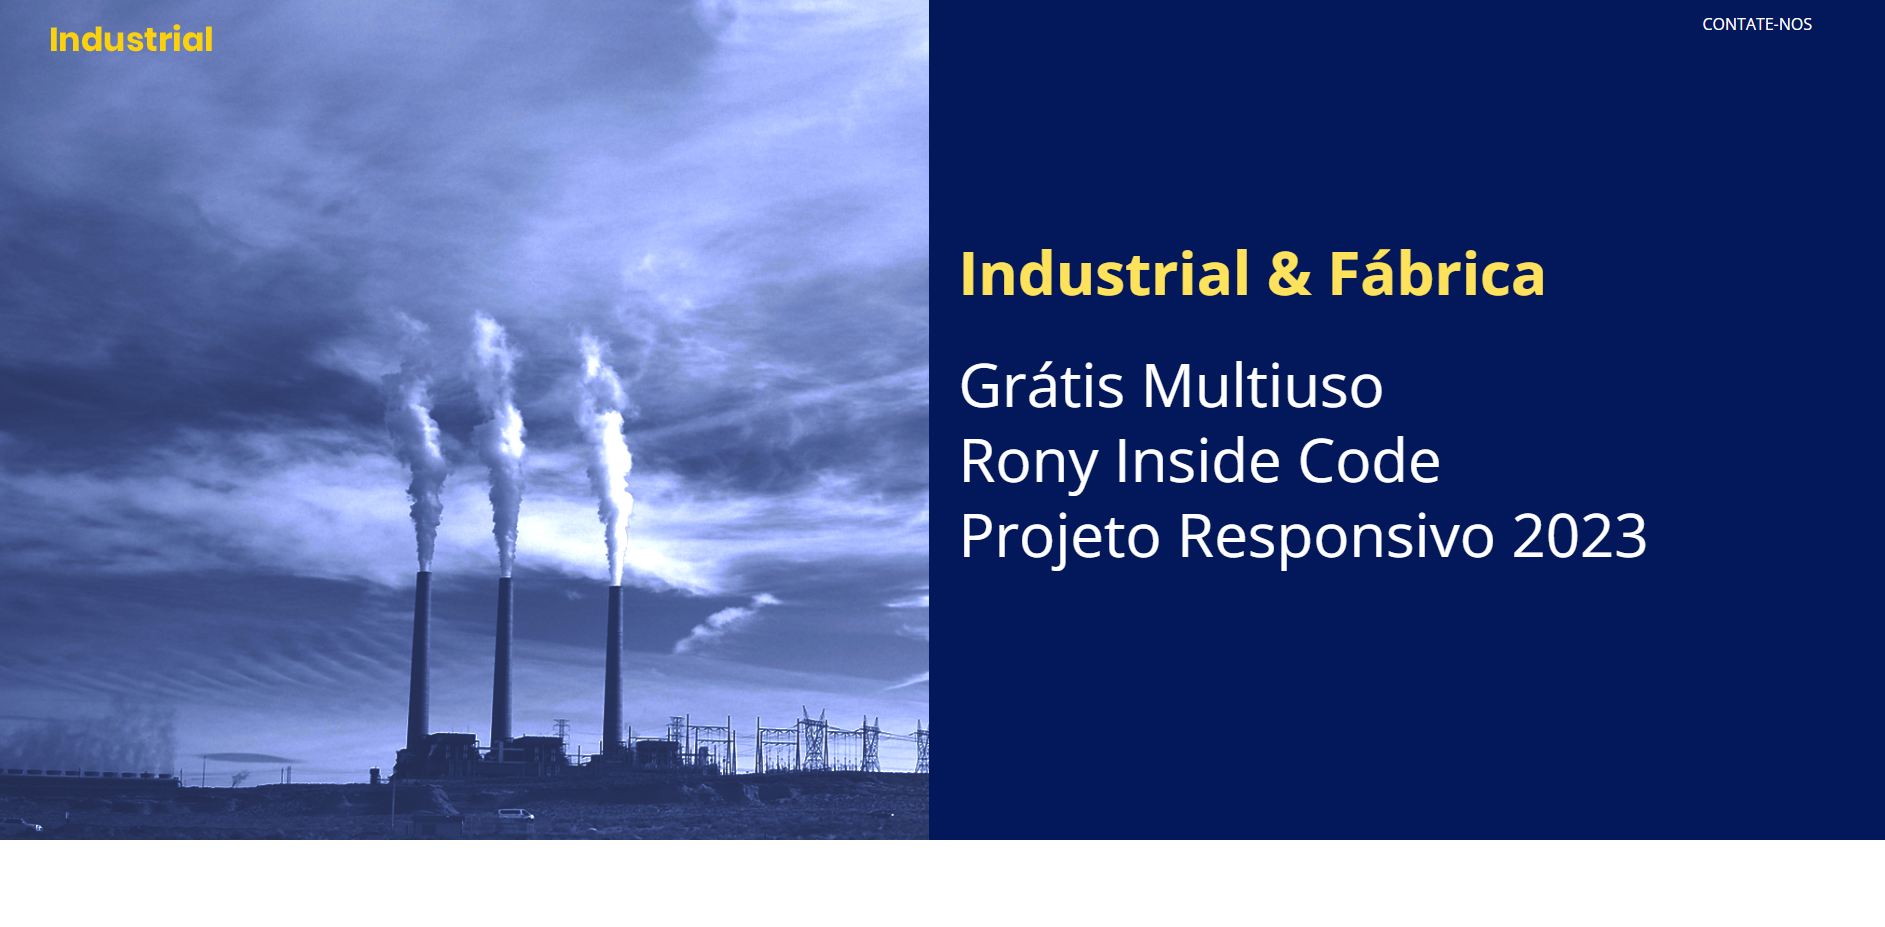 Industrial
CONTATE-NOS
Industrial & Fábrica
Grátis Multiuso
Rony Inside Code
Projeto Responsivo 2023